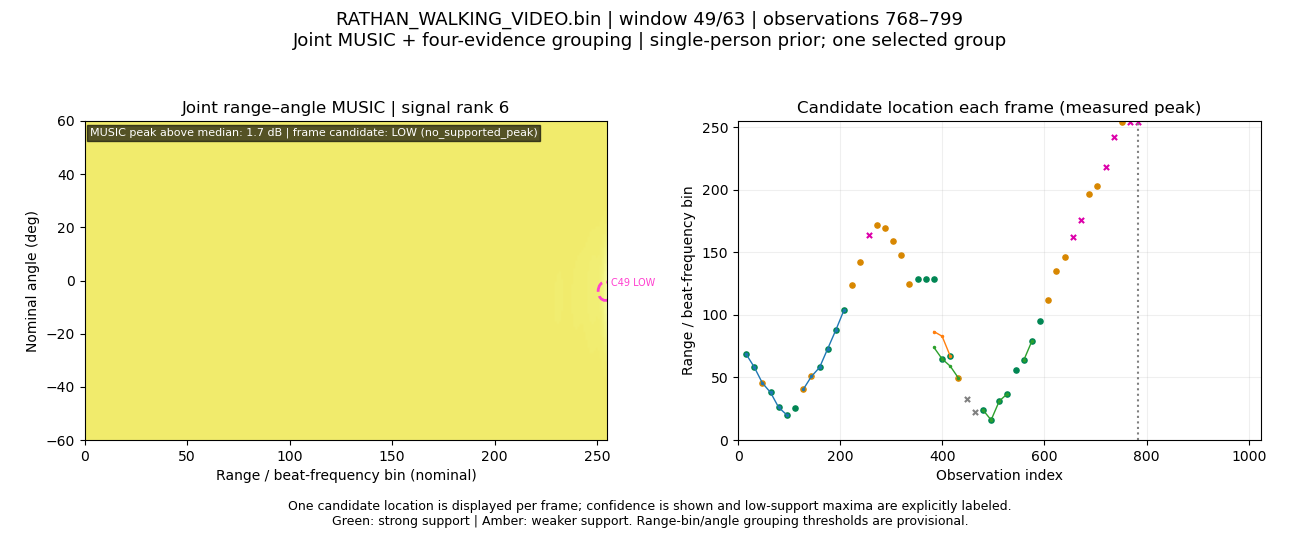 RATHAN_WALKING_VIDEO.bin | window 49/63 | observations 768–799
Joint MUSIC + four-evidence grouping | single-person prior; one selected group
Joint range–angle MUSIC | signal rank 6
MUSIC peak above median: 1.7 dB | frame candidate: LOW (no_supported_peak)
60
40
20
0
−20
−40
−60
Nominal angle (deg)
C49 LOW
0
50
100
150
200
250
Range / beat-frequency bin (nominal)
Candidate location each frame (measured peak)
250
200
150
100
50
0
Range / beat-frequency bin
0
200
400
600
800
1000
Observation index
One candidate location is displayed per frame; confidence is shown and low-support maxima are explicitly labeled.
Green: strong support | Amber: weaker support. Range-bin/angle grouping thresholds are provisional.